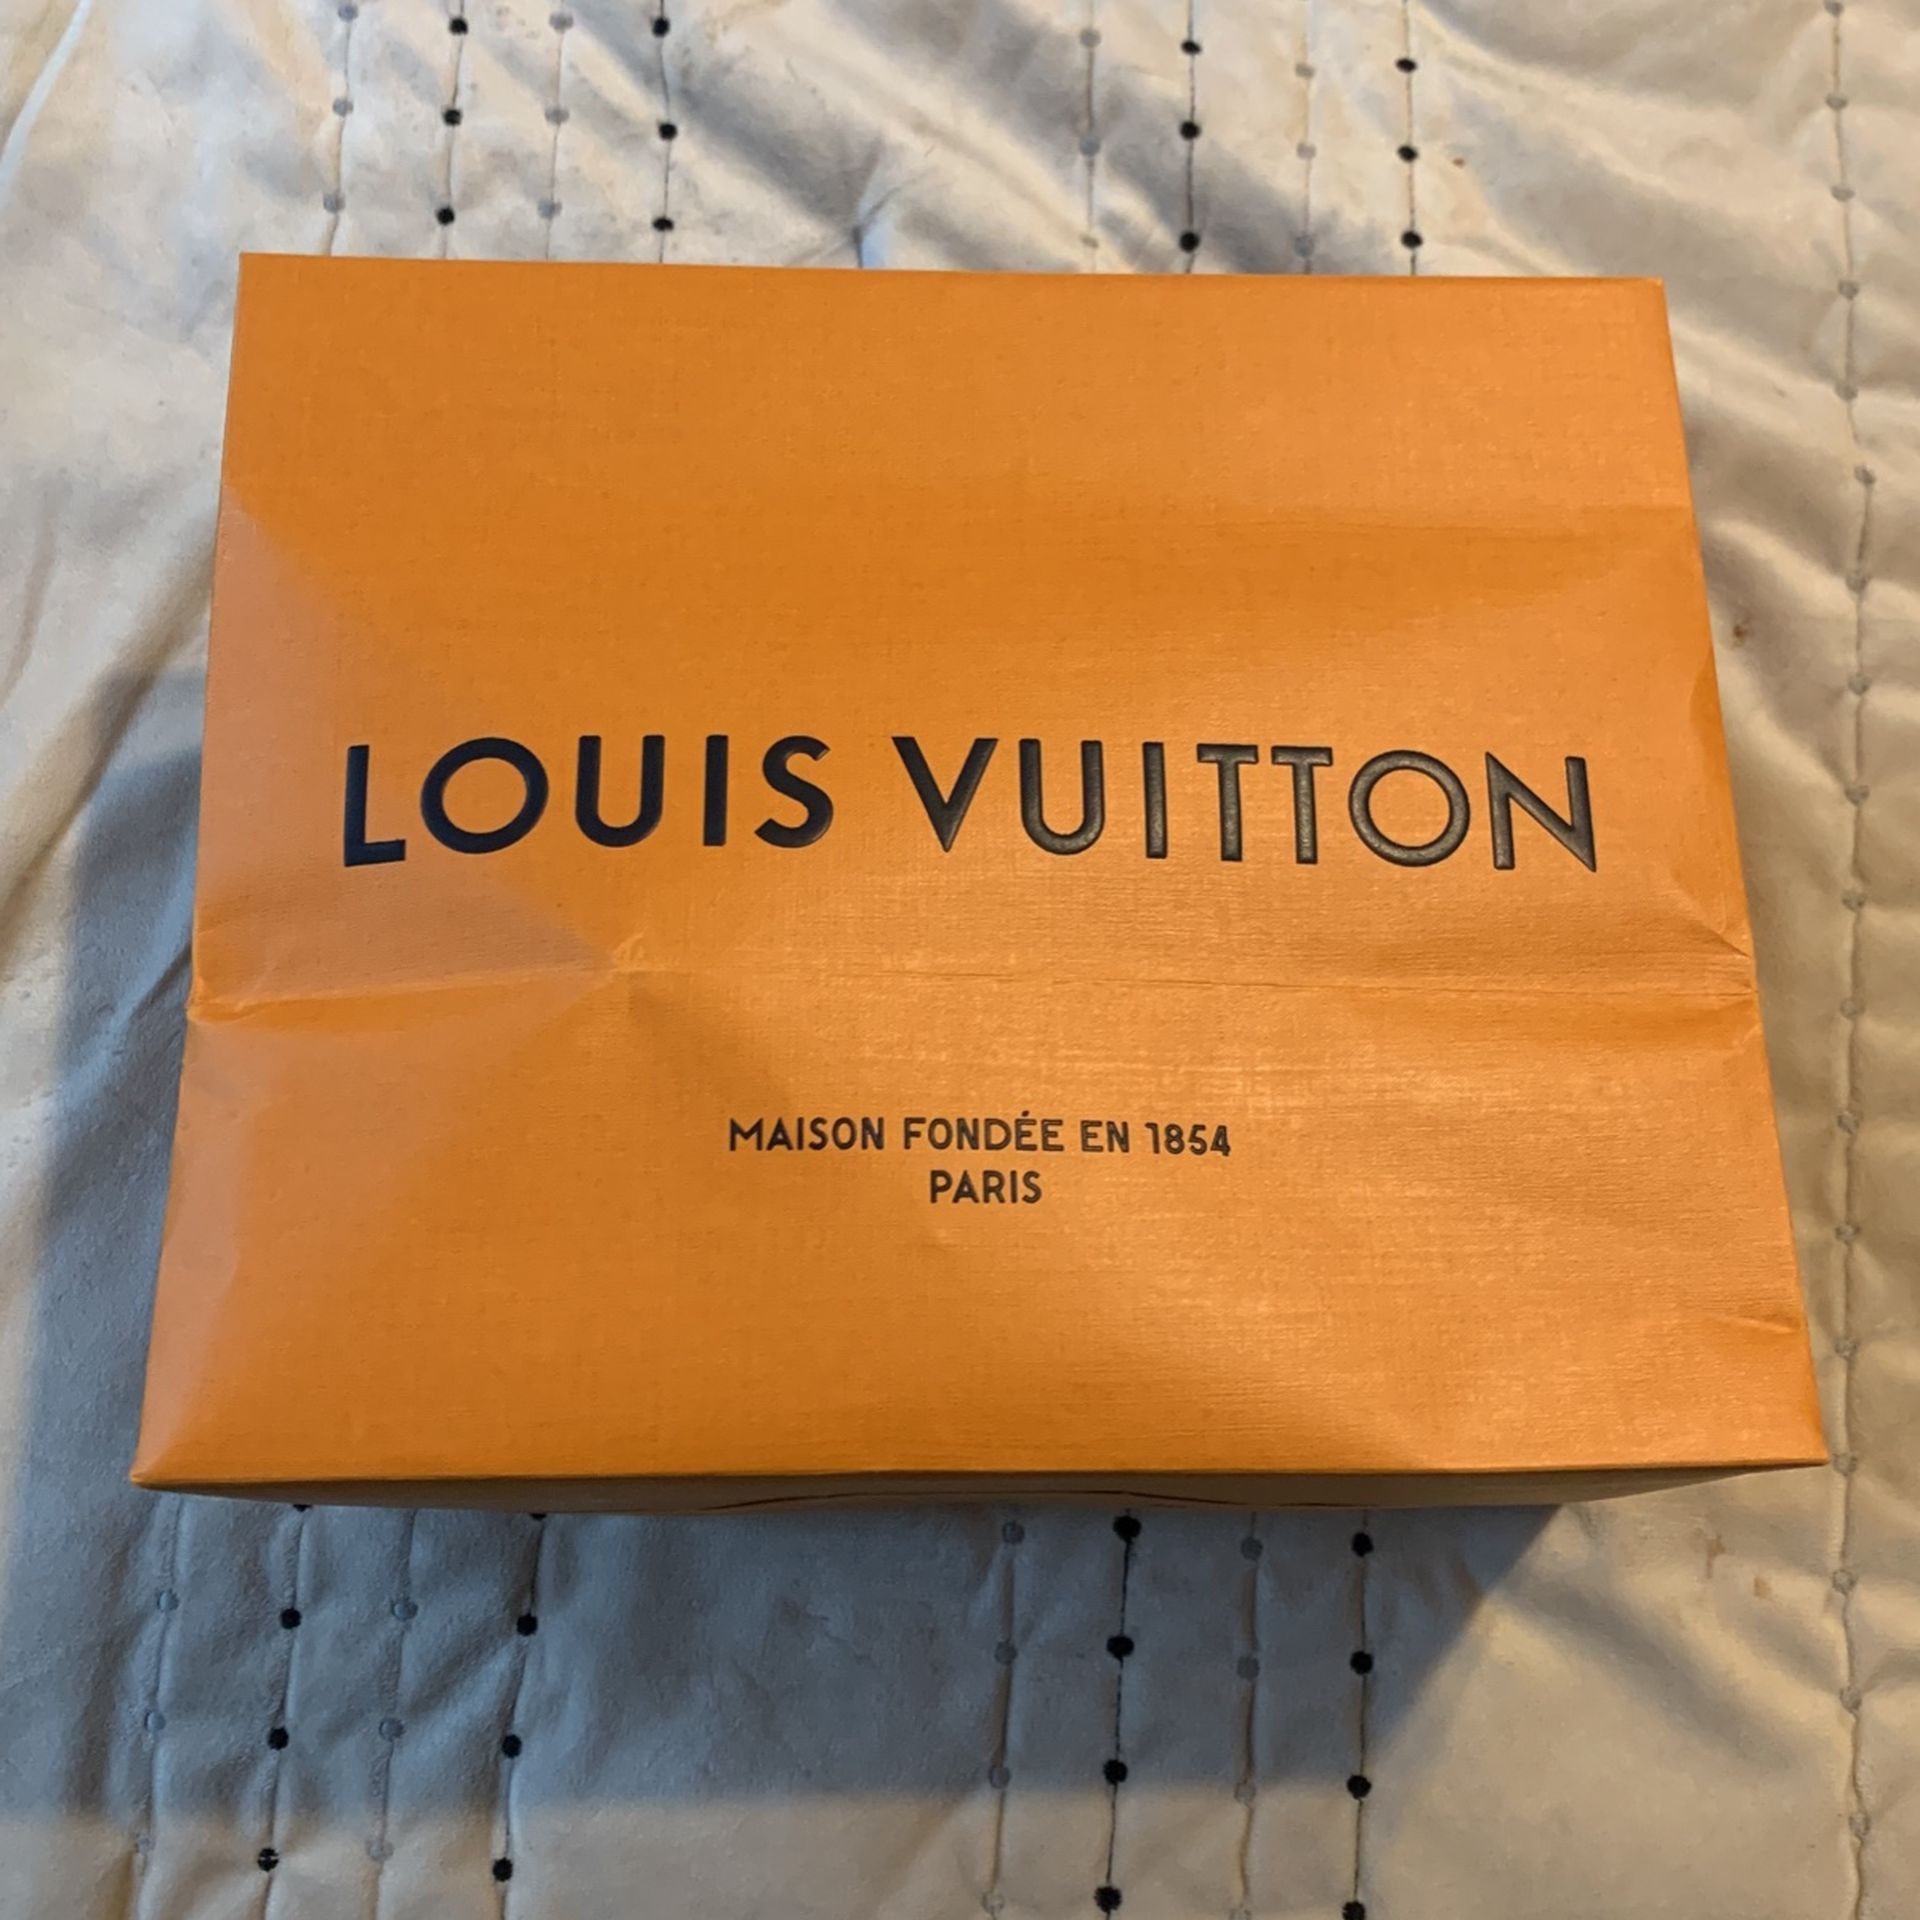 LOUIS VUITTON
MAISON FONDÉE EN 1854
PARIS